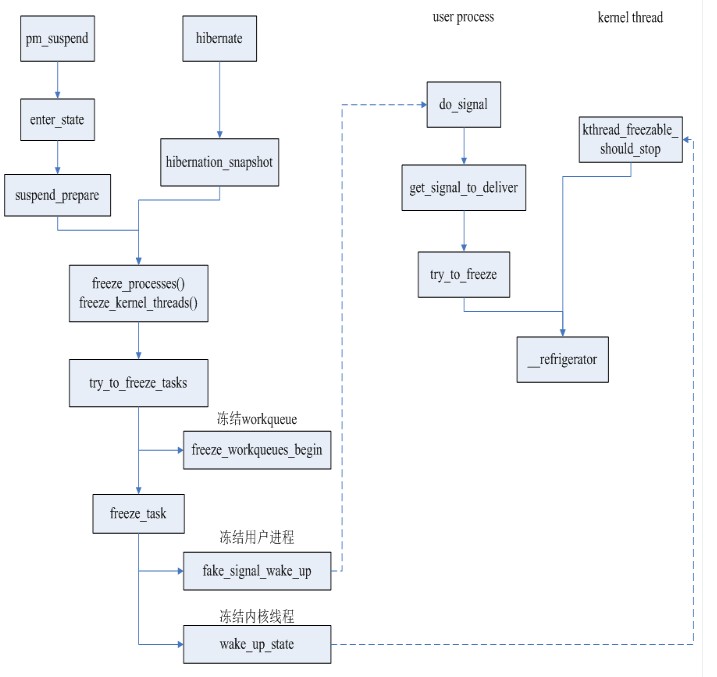 user process
kernel thread
pm_suspend
hibernate
enter_state
do_signal
kthread_freezable_
should_stop
hibernation_snapshot
suspend_prepare
get_signal_to_deliver
try_to_freeze
freeze_processes()
freeze_kernel_threads()
__refrigerator
try_to_freeze_tasks
冻结workqueue
freeze_workqueues_begin
freeze_task
冻结用户进程
fake_signal_wake_up
冻结内核线程
wake_up_state